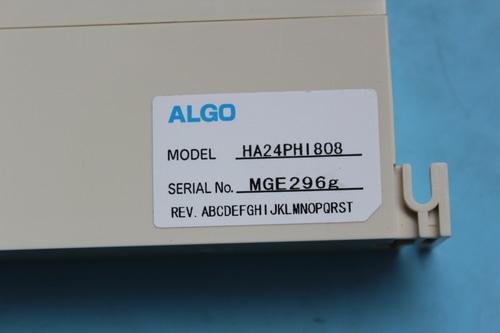 ALGO
MODEL HA24PHI808
SERIAL No. MGE296g
REV. ABCDEFGHIJKLMNOPQRST